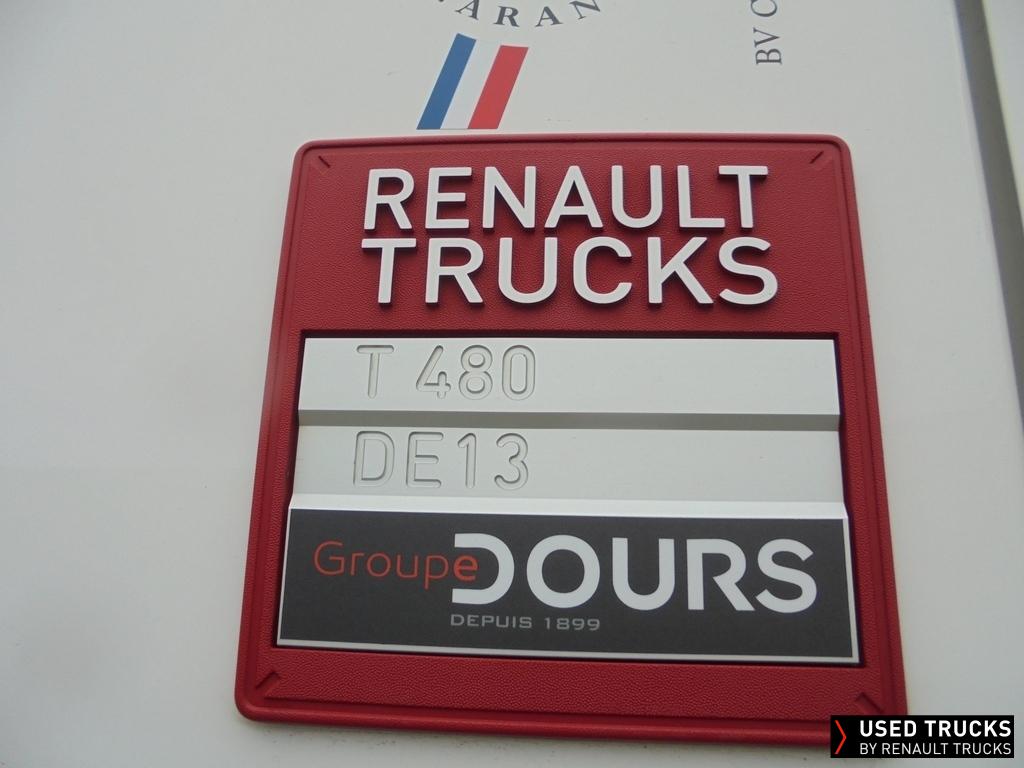 RENAULT
TRUCKS
T 480
DE13
Groupe DOURS
DEPUIS 1899
USED TRUCKS
BY RENAULT TRUCKS